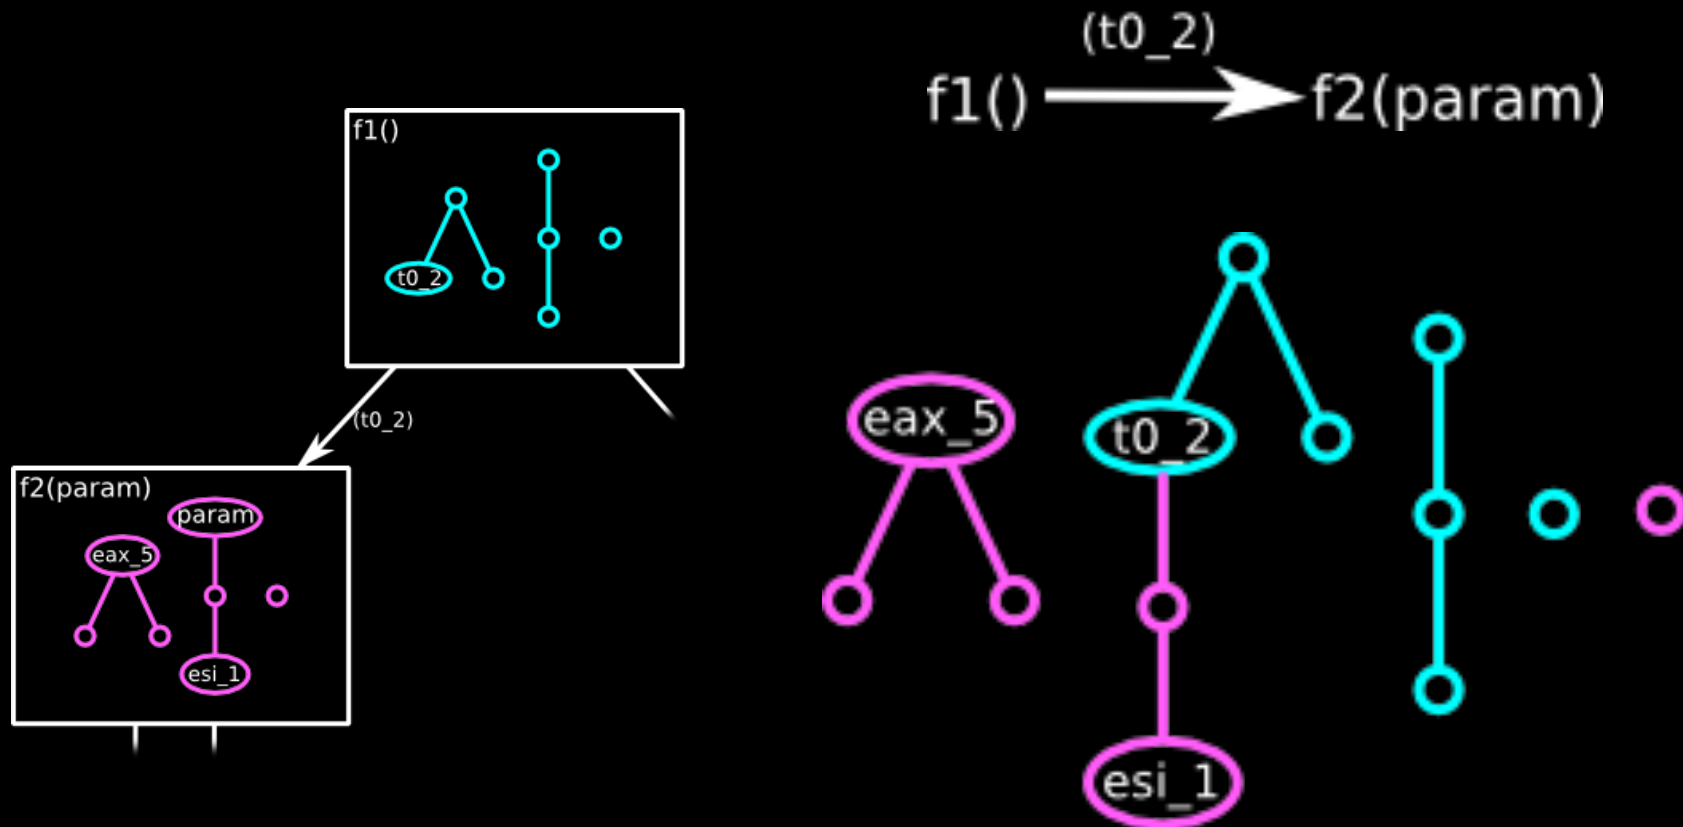 f1()
t0_2
(t0_2)
f2(param)
param
eax_5
esi_1
(t0_2)
f1() f2(param)
eax_5
t0_2
esi_1